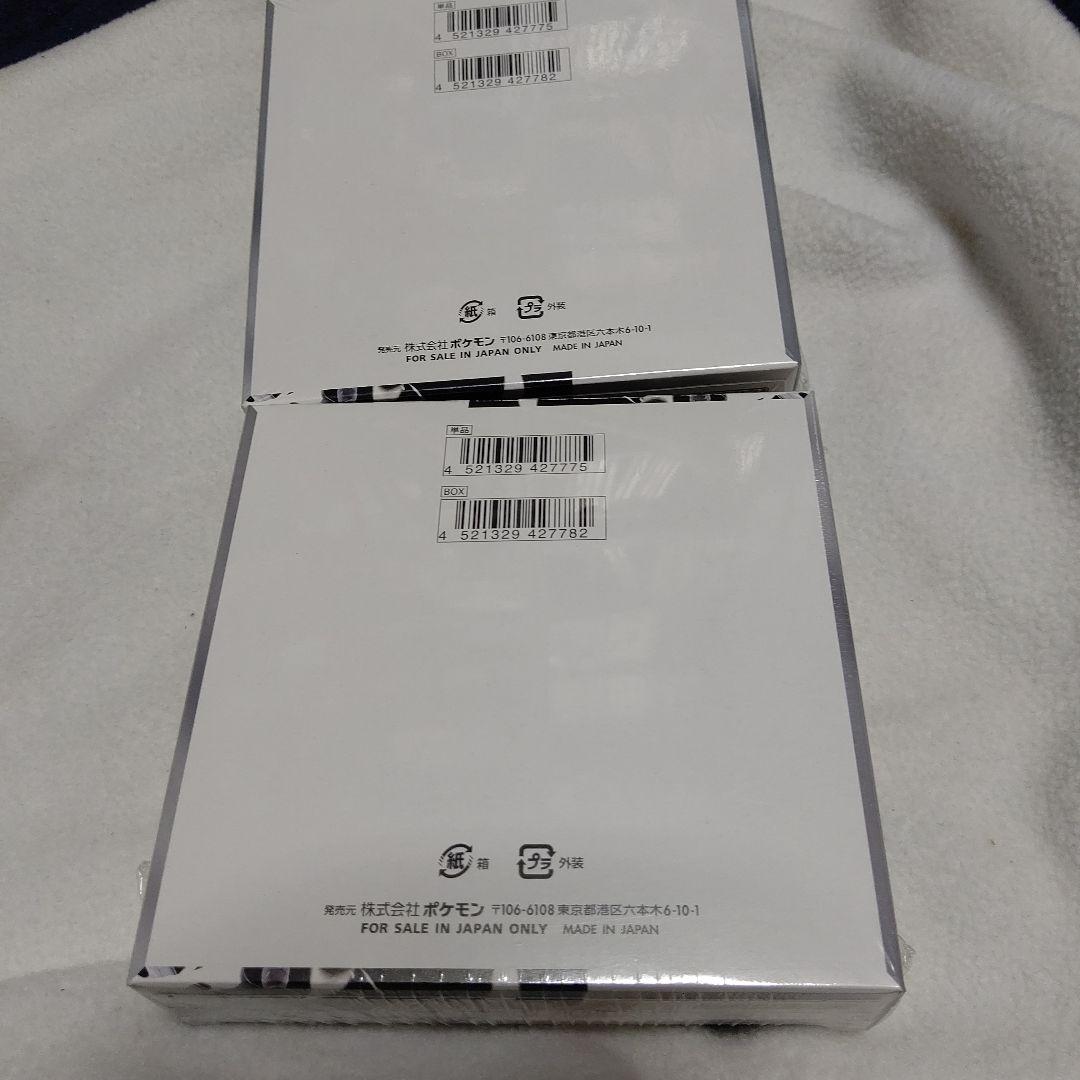 単品
4 521329 427775
BOX
4 521329 427782
紙 箱 プラ 外装
発売元 株式会社 ポケモン 〒106-6108 東京都港区六本木6-10-1
FOR SALE IN JAPAN ONLY MADE IN JAPAN
単品
4 521329 427775
BOX
4 521329 427782
紙 箱 プラ 外装
発売元 株式会社 ポケモン 〒106-6108 東京都港区六本木6-10-1
FOR SALE IN JAPAN ONLY MADE IN JAPAN